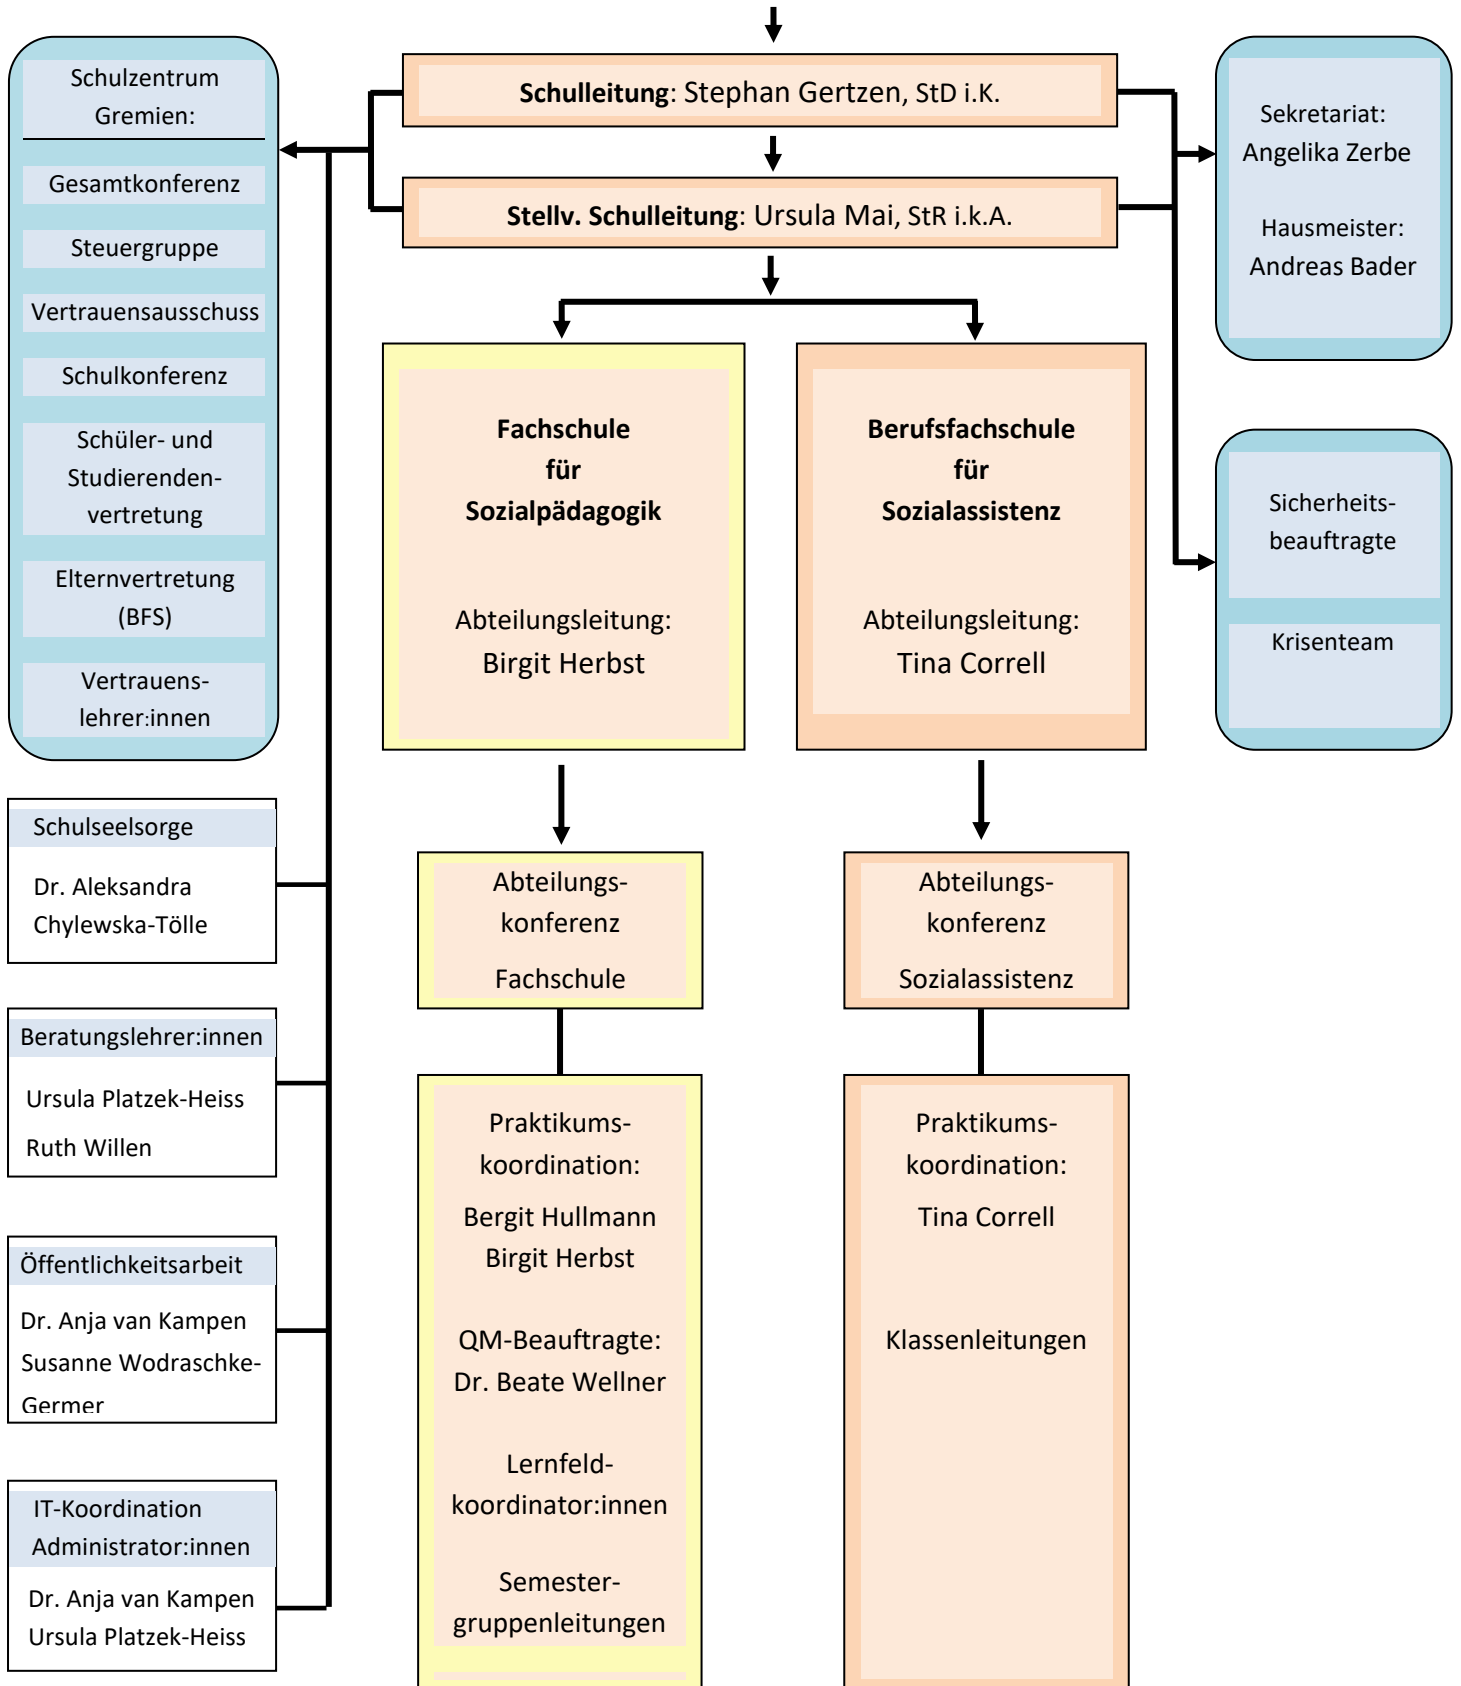 Schulleitung: Stephan Gertzen, StD i.K.
Stellv. Schulleitung: Ursula Mai, StR i.k.A.
Schulzentrum
Gremien:
Gesamtkonferenz
Steuergruppe
Vertrauensausschuss
Schulkonferenz
Schüler- und
Studierenden-
vertretung
Elternvertretung
(BFS)
Vertrauens-
lehrer:innen
Sekretariat:
Angelika Zerbe
Hausmeister:
Andreas Bader
Sicherheits-
beauftragte
Krisenteam
Fachschule
für
Sozialpädagogik
Abteilungsleitung:
Birgit Herbst
Berufsfachschule
für
Sozialassistenz
Abteilungsleitung:
Tina Correll
Schulseelsorge
Dr. Aleksandra
Chylewska-Tölle
Beratungslehrer:innen
Ursula Platzek-Heiss
Ruth Willen
Öffentlichkeitsarbeit
Dr. Anja van Kampen
Susanne Wodraschke-
Germer
IT-Koordination
Administrator:innen
Dr. Anja van Kampen
Ursula Platzek-Heiss
Abteilungs-
konferenz
Fachschule
Praktikums-
koordination:
Bergit Hullmann
Birgit Herbst
QM-Beauftragte:
Dr. Beate Wellner
Lernfeld-
koordinator:innen
Semester-
gruppenleitungen
Abteilungs-
konferenz
Sozialassistenz
Praktikums-
koordination:
Tina Correll
Klassenleitungen